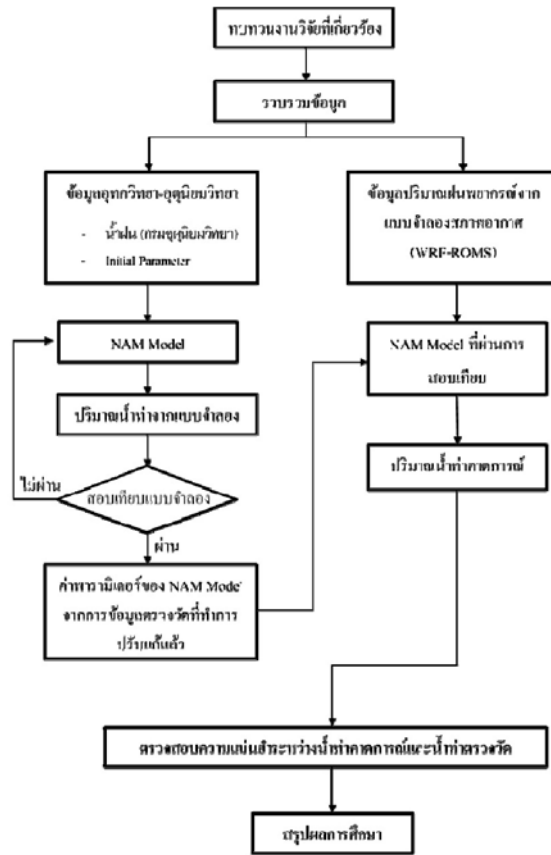 ทบทวนงานวิจัยที่เกี่ยวข้อง
รวบรวมข้อมูล
ข้อมูลอุทกวิทยา-อุตุนิยมวิทยา
- น้ำฝน (กรมอุตุนิยมวิทยา)
- Initial Parameter
ข้อมูลปริมาณฝนพยากรณ์จาก
แบบจำลองสภาพอากาศ
(WRF-ROMS)
NAM Model
NAM Model ที่ผ่านการ
สอบเทียบ
ปริมาณน้ำท่าจากแบบจำลอง
ปริมาณน้ำท่าคาดการณ์
ไม่ผ่าน
สอบเทียบแบบจำลอง
ผ่าน
ค่าพารามิเตอร์ของ NAM Model
จากการข้อมูลตรวจวัดที่ทำการ
ปรับแก้แล้ว
ตรวจสอบความแม่นยำระหว่างน้ำท่าคาดการณ์และน้ำท่าตรวจวัด
สรุปผลการศึกษา